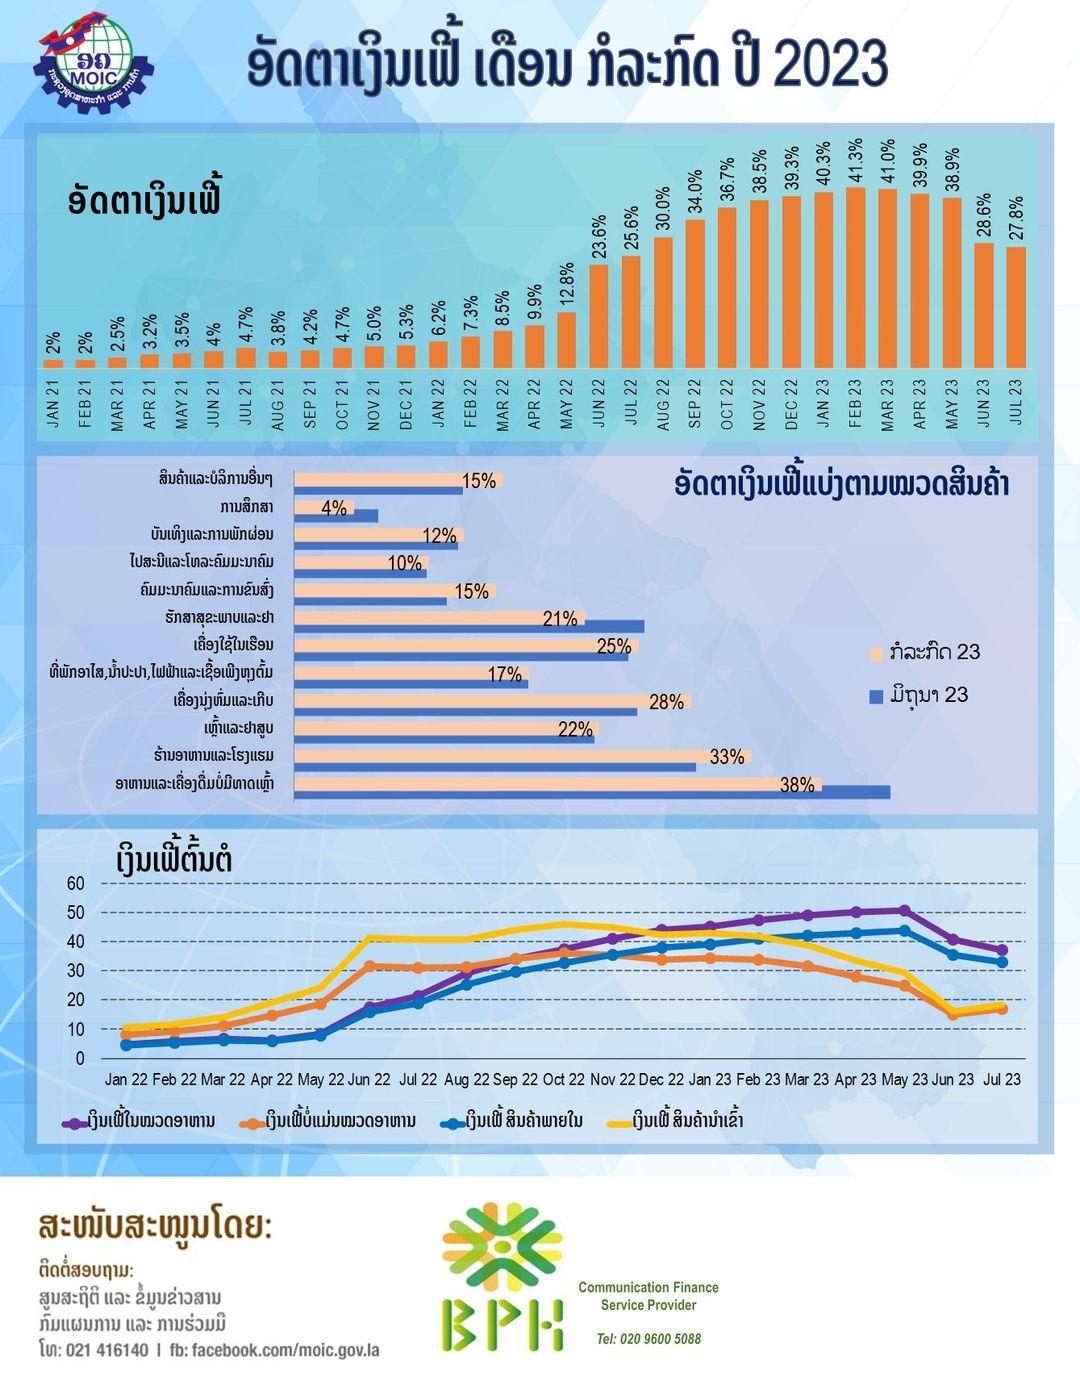 ອຄ
MOIC
ກະຊວງອຸດສາຫະກຳ ແລະ ການຄ້າ
ອັດຕາເງິນເຟີ້ ເດືອນ ກໍລະກົດ ປີ 2023
ອັດຕາເງິນເຟີ້
2% 2% 2.5% 3.2% 3.5% 4% 4.7% 3.8% 4.2% 4.7% 5.0% 5.3% 6.2% 7.3% 8.5% 9.9% 12.8% 23.6% 25.6% 30.0% 34.0% 36.7% 38.5% 39.3% 40.3% 41.3% 41.0% 39.9% 38.9% 28.6% 27.8%
JAN 21 FEB 21 MAR 21 APR 21 MAY 21 JUN 21 JUL 21 AUG 21 SEP 21 OCT 21 NOV 21 DEC 21 JAN 22 FEB 22 MAR 22 APR 22 MAY 22 JUN 22 JUL 22 AUG 22 SEP 22 OCT 22 NOV 22 DEC 22 JAN 23 FEB 23 MAR 23 APR 23 MAY 23 JUN 23 JUL 23
ອັດຕາເງິນເຟີ້ແບ່ງຕາມໝວດສິນຄ້າ
ສິນຄ້າແລະບໍລິການອື່ນໆ 15%
ການສຶກສາ 4%
ບັນເທິງແລະການພັກຜ່ອນ 12%
ໄປສະນີແລະໂທລະຄົມມະນາຄົມ 10%
ຄົມມະນາຄົມແລະການຂົນສົ່ງ 15%
ຮັກສາສຸຂະພາບແລະຢາ 21%
ເຄື່ອງໃຊ້ໃນເຮືອນ 25%
ທີ່ພັກອາໄສ,ນ້ຳປະປາ,ໄຟຟ້າແລະເຊື້ອເພີງຫຸງຕົ້ມ 17%
ເຄື່ອງນຸ່ງຫົ່ມແລະເກີບ 28%
ເຫຼົ້າແລະຢາສູບ 22%
ຮ້ານອາຫານແລະໂຮງແຮມ 33%
ອາຫານແລະເຄື່ອງດື່ມບໍ່ມີທາດເຫຼົ້າ 38%
ກໍລະກົດ 23
ມິຖຸນາ 23
ເງິນເຟີ້ຕົ້ນຕໍ
60
50
40
30
20
10
0
Jan 22 Feb 22 Mar 22 Apr 22 May 22 Jun 22 Jul 22 Aug 22 Sep 22 Oct 22 Nov 22 Dec 22 Jan 23 Feb 23 Mar 23 Apr 23 May 23 Jun 23 Jul 23
ເງິນເຟີ້ໃນໝວດອາຫານ ເງິນເຟີ້ບໍ່ແມ່ນໝວດອາຫານ ເງິນເຟີ້ ສິນຄ້າພາຍໃນ ເງິນເຟີ້ ສິນຄ້ານຳເຂົ້າ
ສະໜັບສະໜູນໂດຍ:
ຕິດຕໍ່ສອບຖາມ:
ສູນສະຖິຕິ ແລະ ຂໍ້ມູນຂ່າວສານ
ກົມແຜນການ ແລະ ການຮ່ວມມື
ໂທ: 021 416140 | fb: facebook.com/moic.gov.la
BPH
Communication Finance
Service Provider
Tel: 020 9600 5088